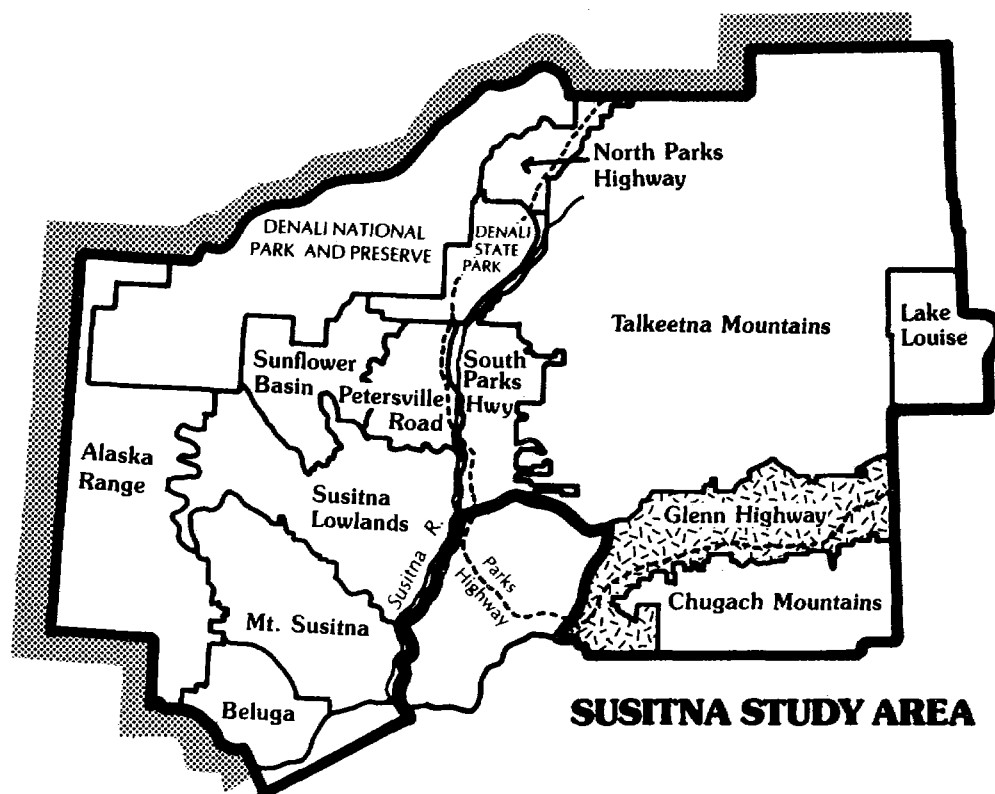 North Parks
Highway
DENALI NATIONAL
PARK AND PRESERVE
DENALI
STATE
PARK
Talkeetna Mountains
Lake
Louise
Sunflower
Basin
Petersville
Road
South
Parks
Hwy
Alaska
Range
Susitna
Lowlands
Glenn Highway
Susitna R.
Parks
Highway
Chugach Mountains
Mt. Susitna
Beluga
SUSITNA STUDY AREA